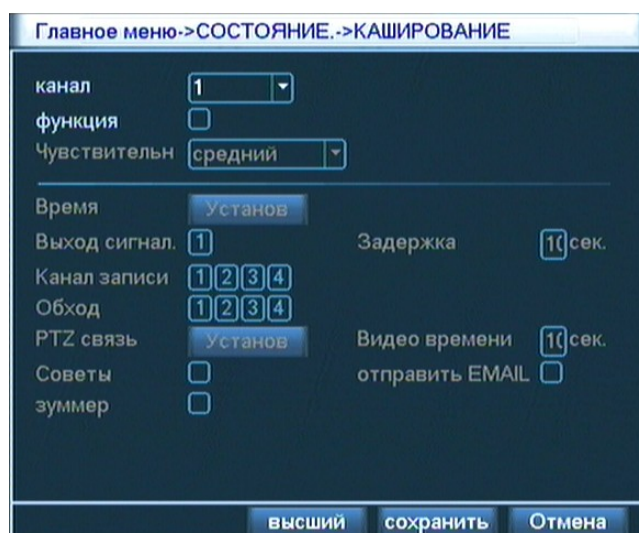 Главное меню->СОСТОЯНИЕ.->КАШИРОВАНИЕ
канал 1
функция
Чувствительн средний
Время Установ
Выход сигнал. 1 Задержка 10 сек.
Канал записи 1 2 3 4
Обход 1 2 3 4
PTZ связь Установ Видео времени 10 сек.
Советы отправить EMAIL
зуммер
высший сохранить Отмена